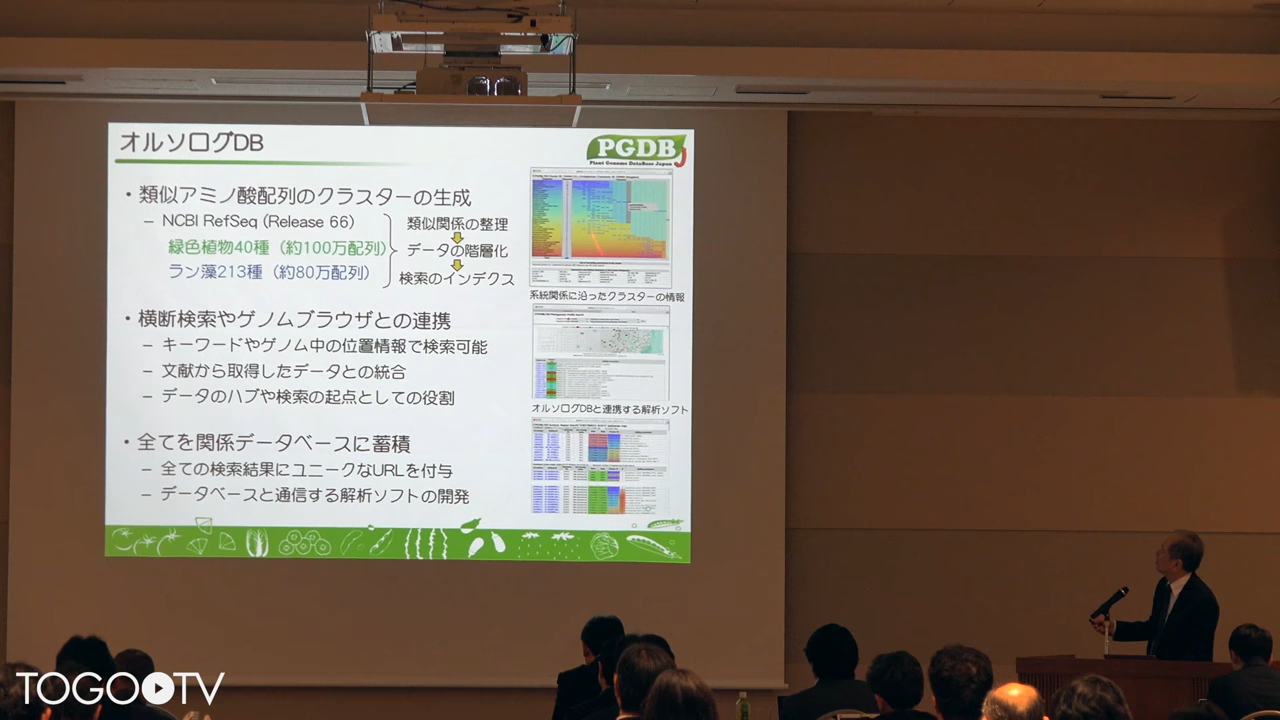 オルソログDB
PGDBj
Plant Genome DataBase Japan
・類似アミノ酸配列のクラスターの生成
– NCBI RefSeq (Release 66)
緑色植物40種（約100万配列）
ラン藻213種（約80万配列）
類似関係の整理
データの階層化
検索のインデクス
系統関係に沿ったクラスターの情報
・横断検索やゲノムブラウザとの連携
– キーワードやゲノム中の位置情報で検索可能
– 文献から取得したデータとの統合
– データのハブや検索の起点としての役割
オルソログDBと連携する解析ソフト
・全てを関係データベースに蓄積
– 全ての検索結果にユニークなURLを付与
– データベースと通信する解析ソフトの開発
TOGOTV